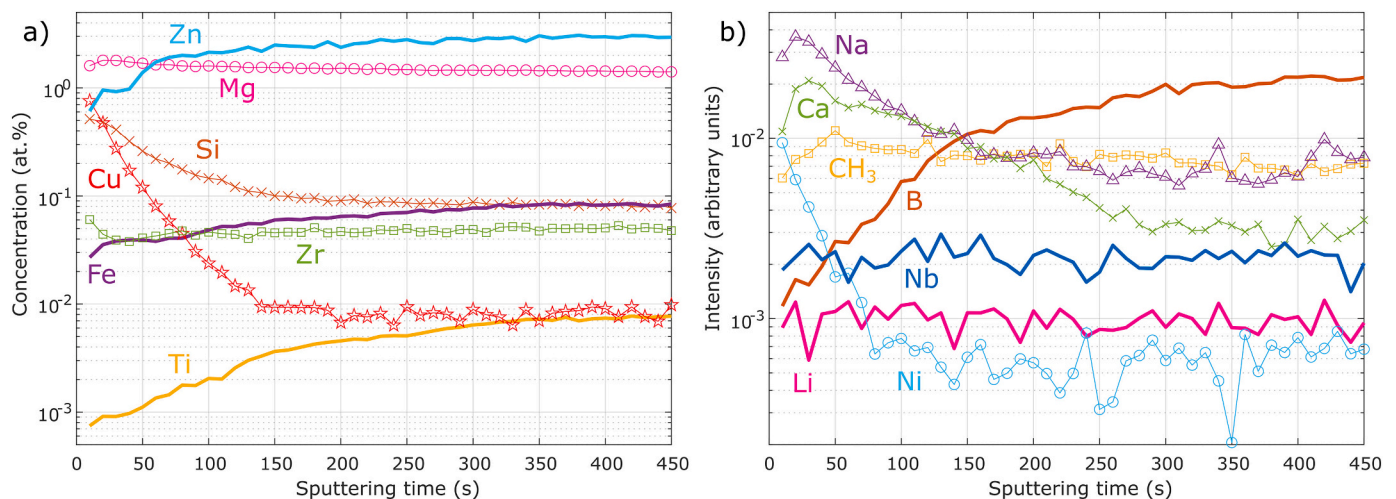 a)
Concentration (at.%)
10⁰
10⁻¹
10⁻²
10⁻³
Zn
Mg
Si
Cu
Zr
Fe
Ti
0 50 100 150 200 250 300 350 400 450
Sputtering time (s)
b)
Intensity (arbitrary units)
10⁻²
10⁻³
Na
Ca
CH₃
B
Nb
Li
Ni
0 50 100 150 200 250 300 350 400 450
Sputtering time (s)